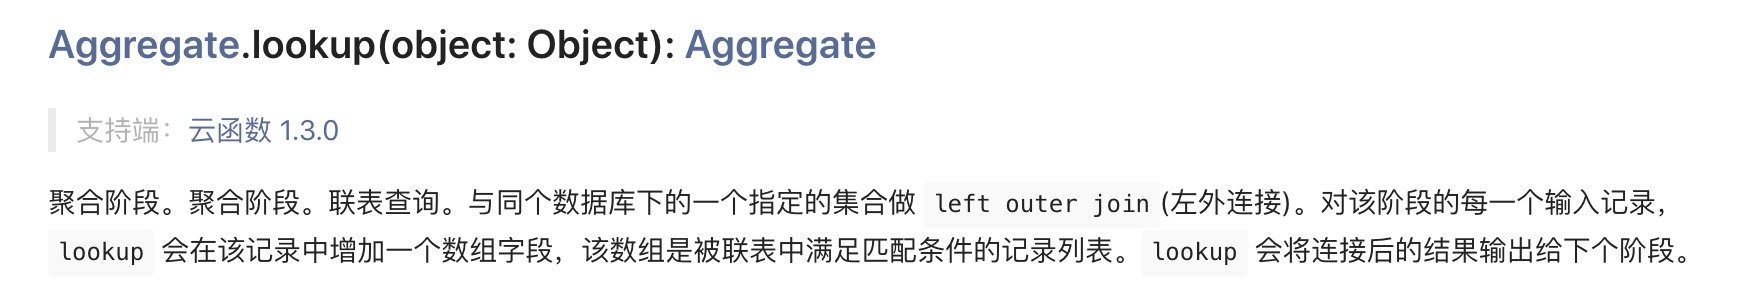 Aggregate.lookup(object: Object): Aggregate
支持端：云函数 1.3.0
聚合阶段。聚合阶段。联表查询。与同个数据库下的一个指定的集合做 left outer join(左外连接)。对该阶段的每一个输入记录，
lookup 会在该记录中增加一个数组字段，该数组是被联表中满足匹配条件的记录列表。lookup 会将连接后的结果输出给下个阶段。